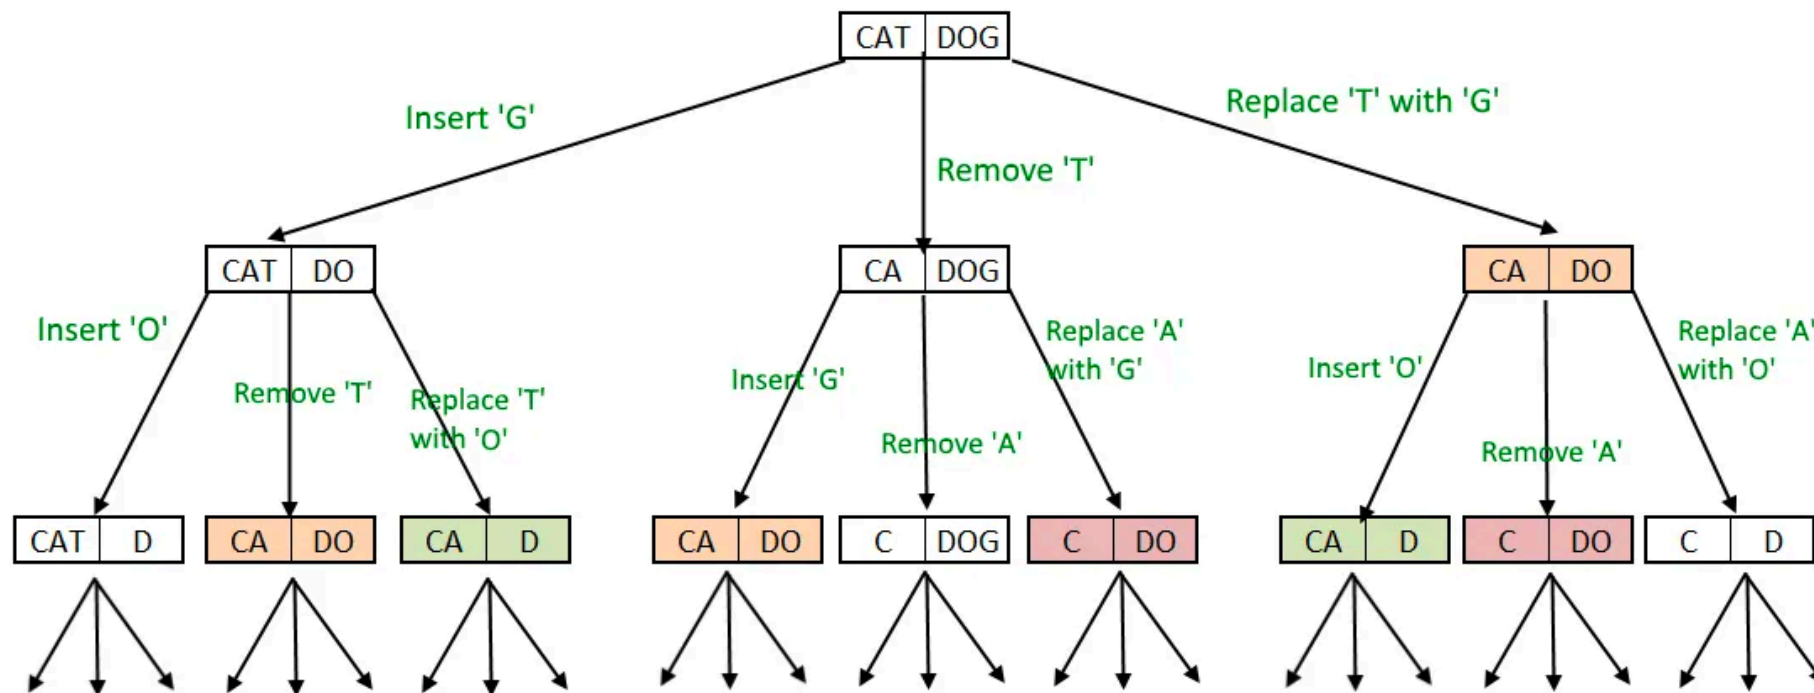 CAT DOG
Insert 'G'
Remove 'T'
Replace 'T' with 'G'
CAT DO
CA DOG
CA DO
Insert 'O'
Remove 'T'
Replace 'T'
with 'O'
Insert 'G'
Remove 'A'
Replace 'A'
with 'G'
Insert 'O'
Remove 'A'
Replace 'A'
with 'O'
CAT D
CA DO
CA D
CA DO
C DOG
C DO
CA D
C DO
C D